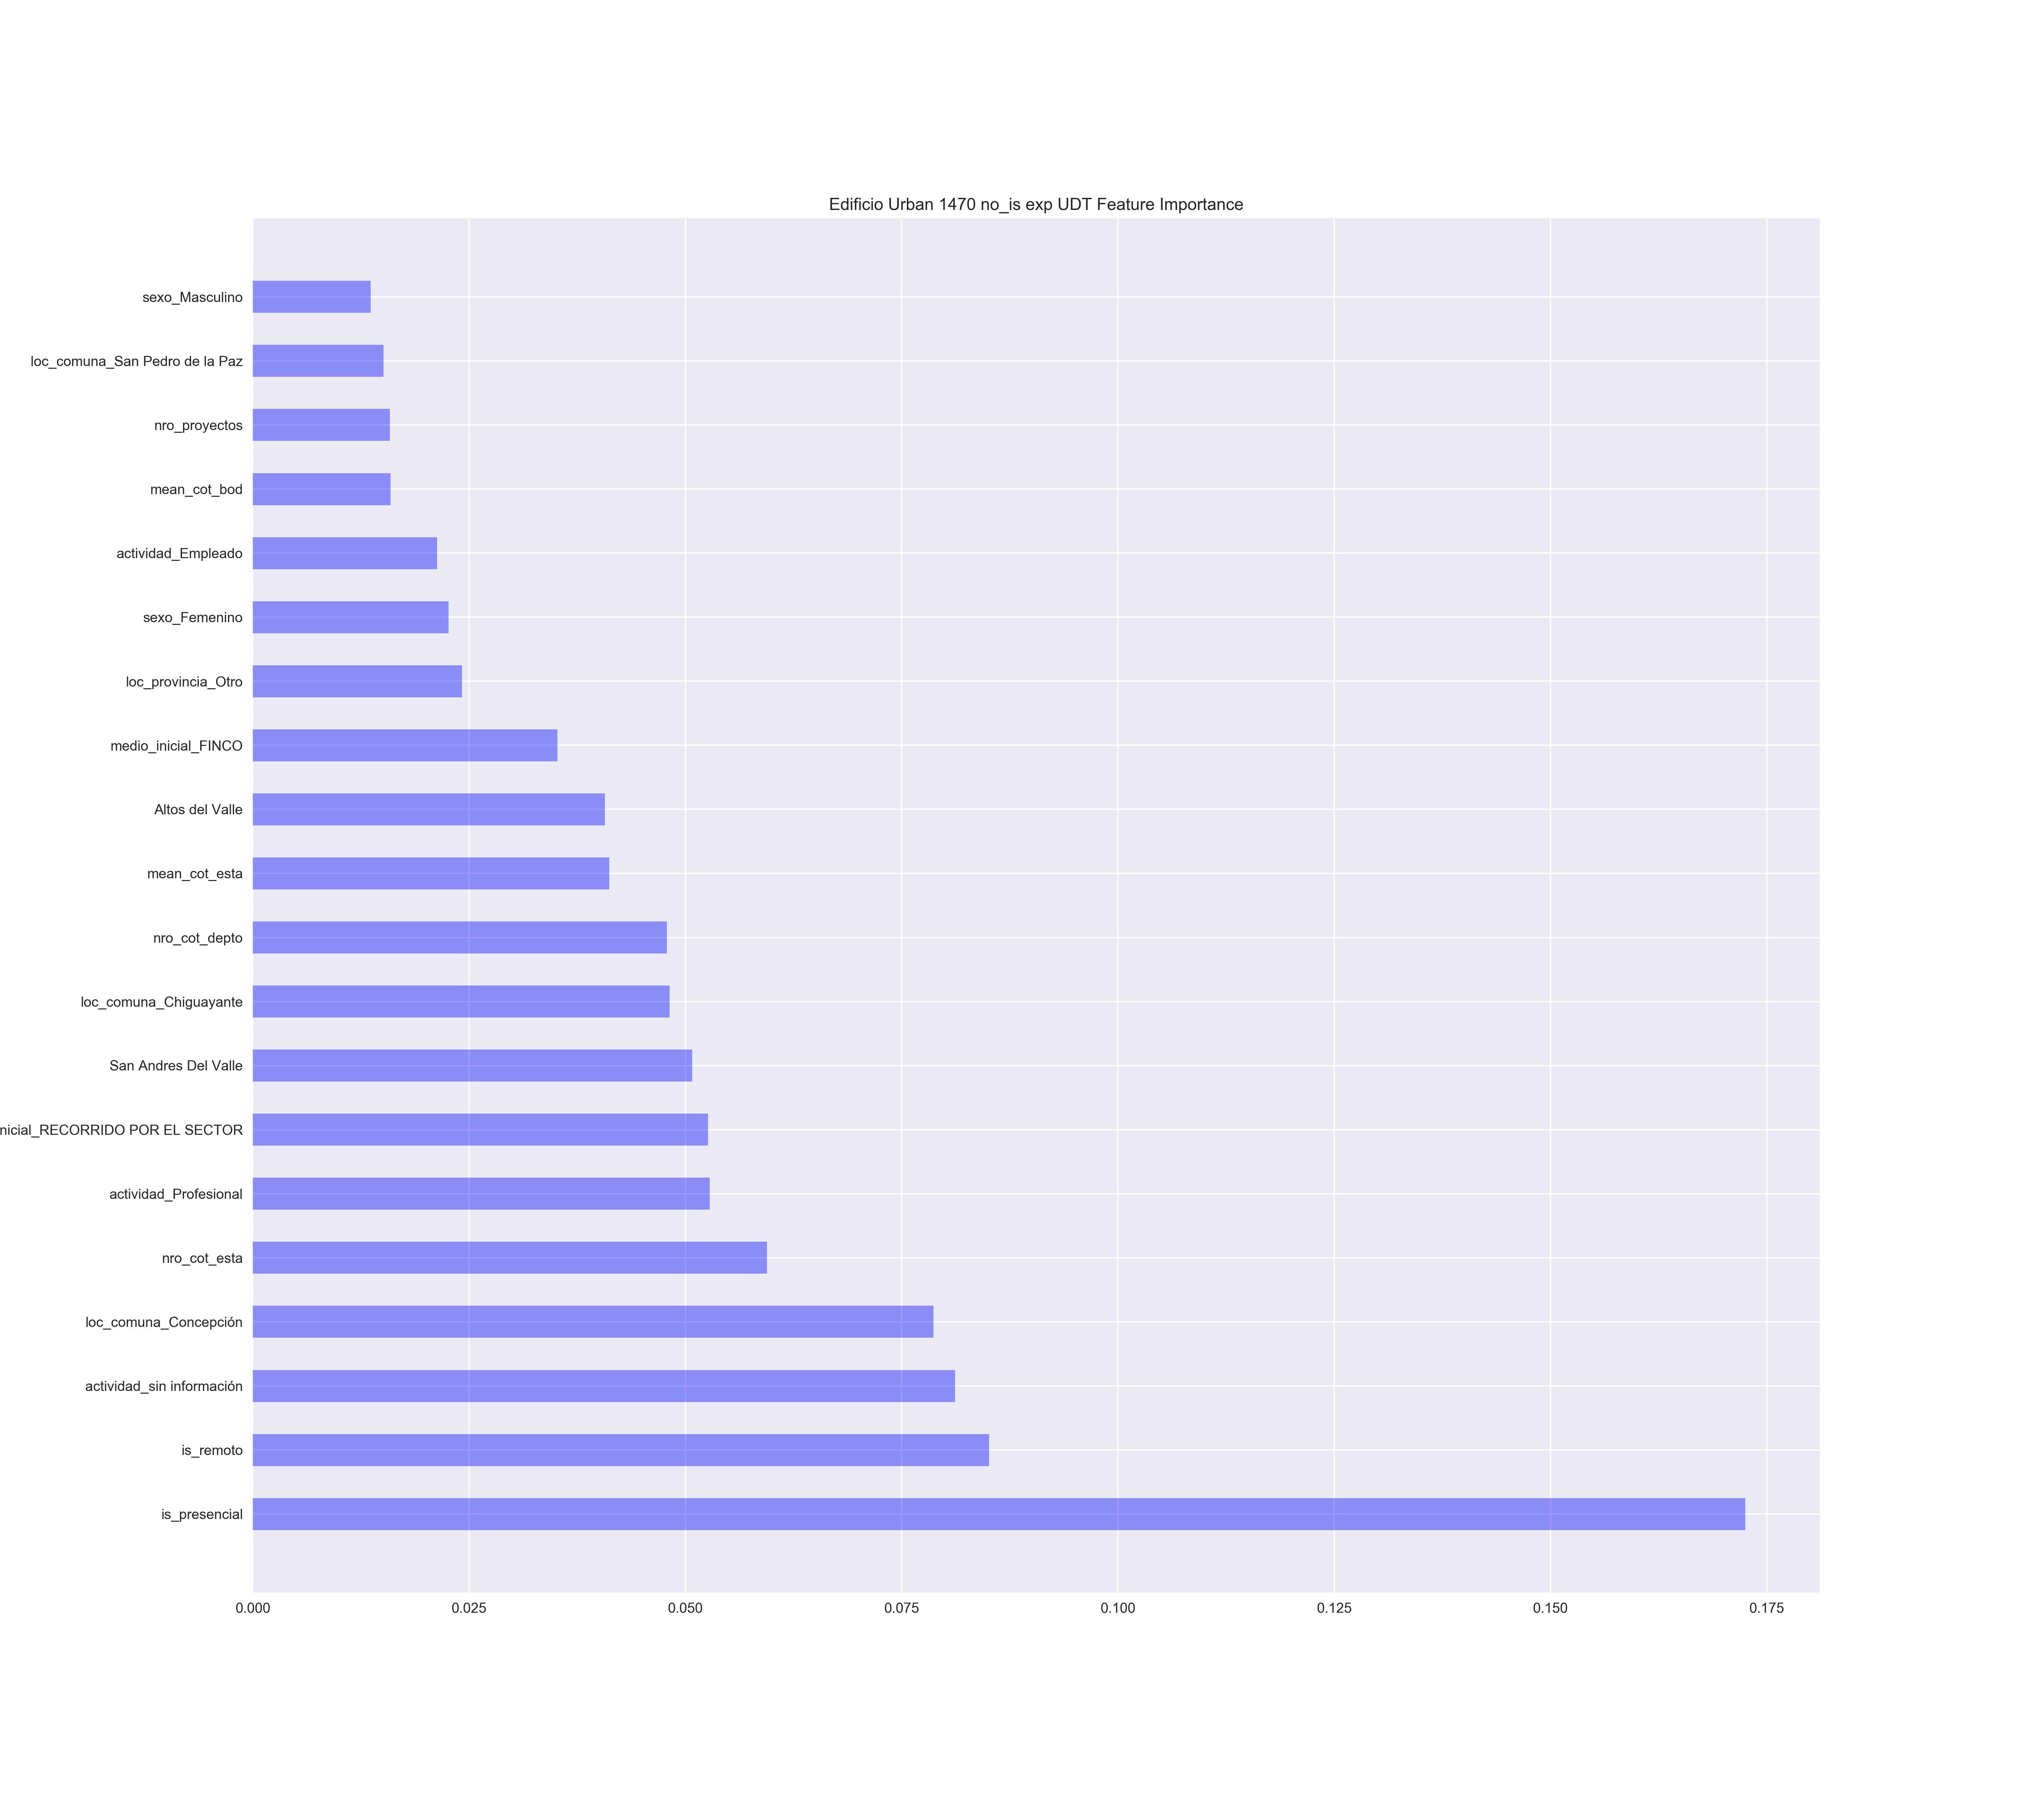 Edificio Urban 1470 no_is exp UDT Feature Importance
sexo_Masculino
loc_comuna_San Pedro de la Paz
nro_proyectos
mean_cot_bod
actividad_Empleado
sexo_Femenino
loc_provincia_Otro
medio_inicial_FINCO
Altos del Valle
mean_cot_esta
nro_cot_depto
loc_comuna_Chiguayante
San Andres Del Valle
nicial_RECORRIDO POR EL SECTOR
actividad_Profesional
nro_cot_esta
loc_comuna_Concepción
actividad_sin información
is_remoto
is_presencial
0.000 0.025 0.050 0.075 0.100 0.125 0.150 0.175